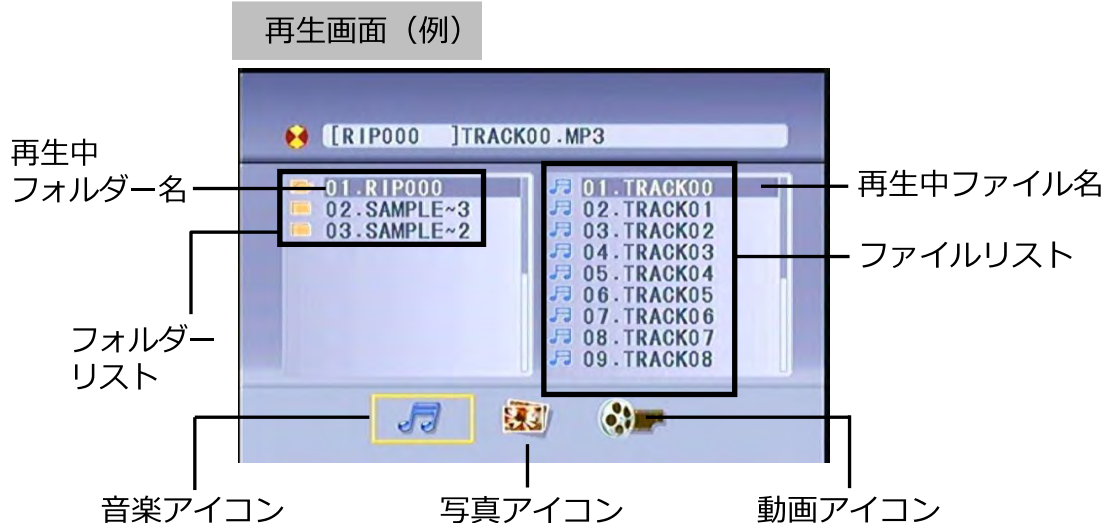 再生画面（例）
[RIP000 ]TRACK00.MP3
再生中
フォルダー名
01.RIP000
02.SAMPLE~3
03.SAMPLE~2
フォルダー
リスト
01.TRACK00
02.TRACK01
03.TRACK02
04.TRACK03
05.TRACK04
06.TRACK05
07.TRACK06
08.TRACK07
09.TRACK08
再生中ファイル名
ファイルリスト
音楽アイコン
写真アイコン
動画アイコン